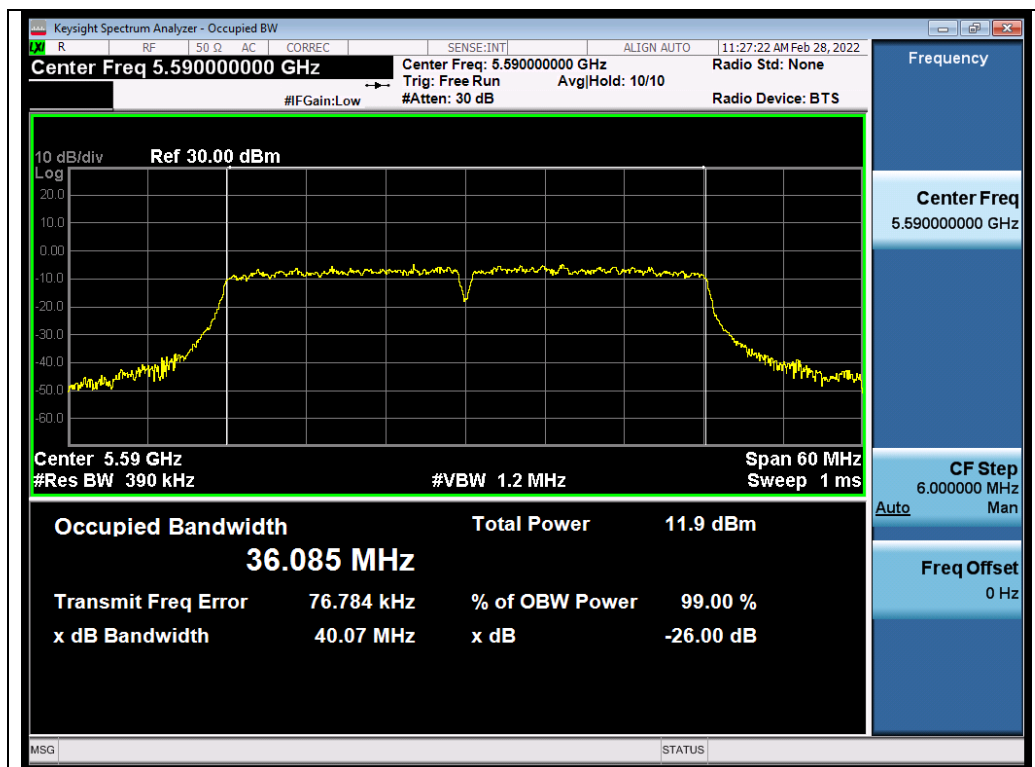 Keysight Spectrum Analyzer - Occupied BW
LXI R RF 50 Ω AC CORREC SENSE:INT ALIGN AUTO 11:27:22 AM Feb 28, 2022
Center Freq 5.590000000 GHz
Center Freq: 5.590000000 GHz Radio Std: None
Trig: Free Run Avg|Hold: 10/10
#IFGain:Low #Atten: 30 dB Radio Device: BTS
10 dB/div Ref 30.00 dBm
Log
20.0
10.0
0.00
-10.0
-20.0
-30.0
-40.0
-50.0
-60.0
Center 5.59 GHz Span 60 MHz
#Res BW 390 kHz #VBW 1.2 MHz Sweep 1 ms
Occupied Bandwidth Total Power 11.9 dBm
36.085 MHz
Transmit Freq Error 76.784 kHz % of OBW Power 99.00 %
x dB Bandwidth 40.07 MHz x dB -26.00 dB
MSG STATUS
Frequency
Center Freq
5.590000000 GHz
CF Step
6.000000 MHz
Auto Man
Freq Offset
0 Hz